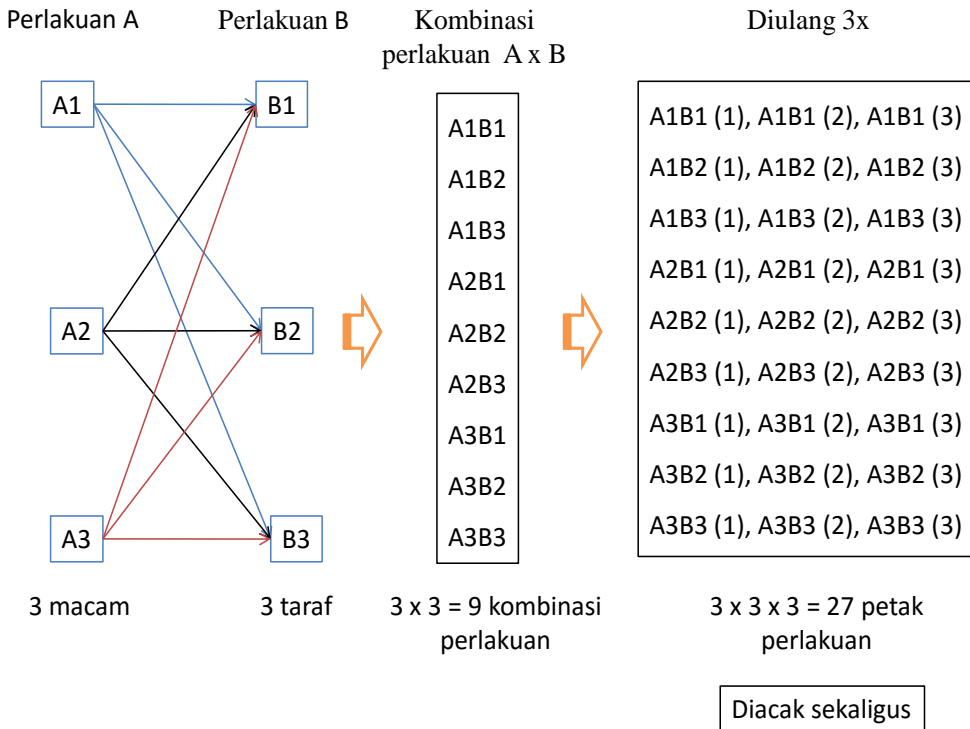 Perlakuan A
Perlakuan B
Kombinasi
perlakuan A x B
Diulang 3x
A1
A2
A3
B1
B2
B3
A1B1
A1B2
A1B3
A2B1
A2B2
A2B3
A3B1
A3B2
A3B3
A1B1 (1), A1B1 (2), A1B1 (3)
A1B2 (1), A1B2 (2), A1B2 (3)
A1B3 (1), A1B3 (2), A1B3 (3)
A2B1 (1), A2B1 (2), A2B1 (3)
A2B2 (1), A2B2 (2), A2B2 (3)
A2B3 (1), A2B3 (2), A2B3 (3)
A3B1 (1), A3B1 (2), A3B1 (3)
A3B2 (1), A3B2 (2), A3B2 (3)
A3B3 (1), A3B3 (2), A3B3 (3)
3 macam
3 taraf
3 x 3 = 9 kombinasi
perlakuan
3 x 3 x 3 = 27 petak
perlakuan
Diacak sekaligus